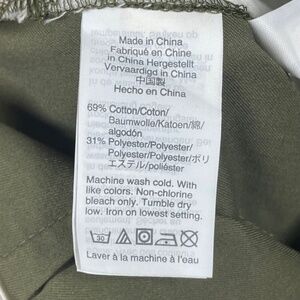 Made in China
Fabriqué en Chine
in China Hergestellt
Vervaardigd in China
中国製
Hecho en China
69% Cotton/Coton/
Baumwolle/Katoen/綿/
algodón
31% Polyester/Polyester/
Polyester/Polyester/ポリ
エステル/poliéster
Machine wash cold. With
like colors. Non-chlorine
bleach only. Tumble dry
low. Iron on lowest setting.
30
Laver à la machine à l'eau